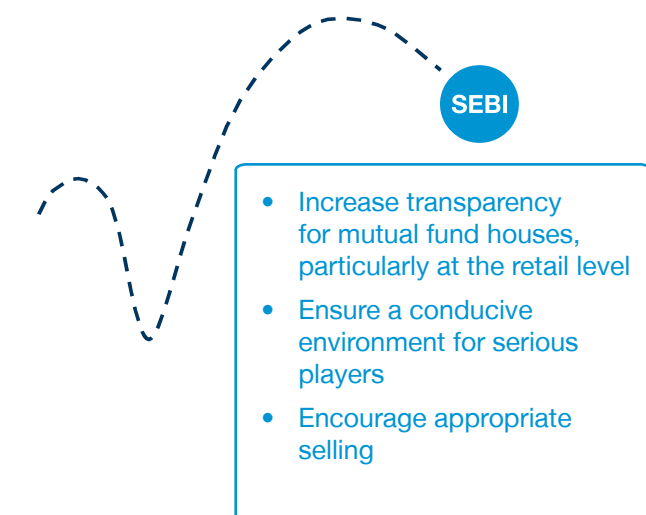 SEBI
• Increase transparency
for mutual fund houses,
particularly at the retail level
• Ensure a conducive
environment for serious
players
• Encourage appropriate
selling